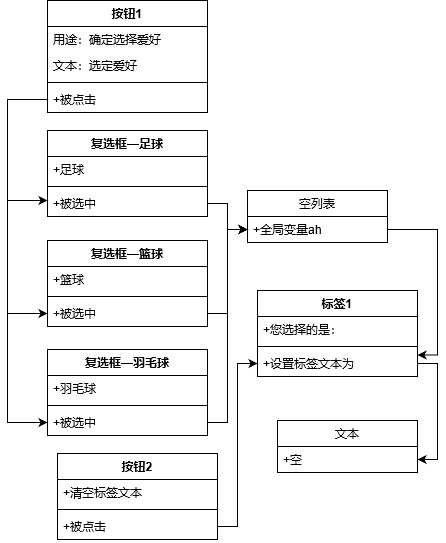 按钮1
用途：确定选择爱好
文本：选定爱好
+被点击
复选框—足球
+足球
+被选中
复选框—篮球
+篮球
+被选中
复选框—羽毛球
+羽毛球
+被选中
按钮2
+清空标签文本
+被点击
空列表
+全局变量ah
标签1
+您选择的是：
+设置标签文本为
文本
+空